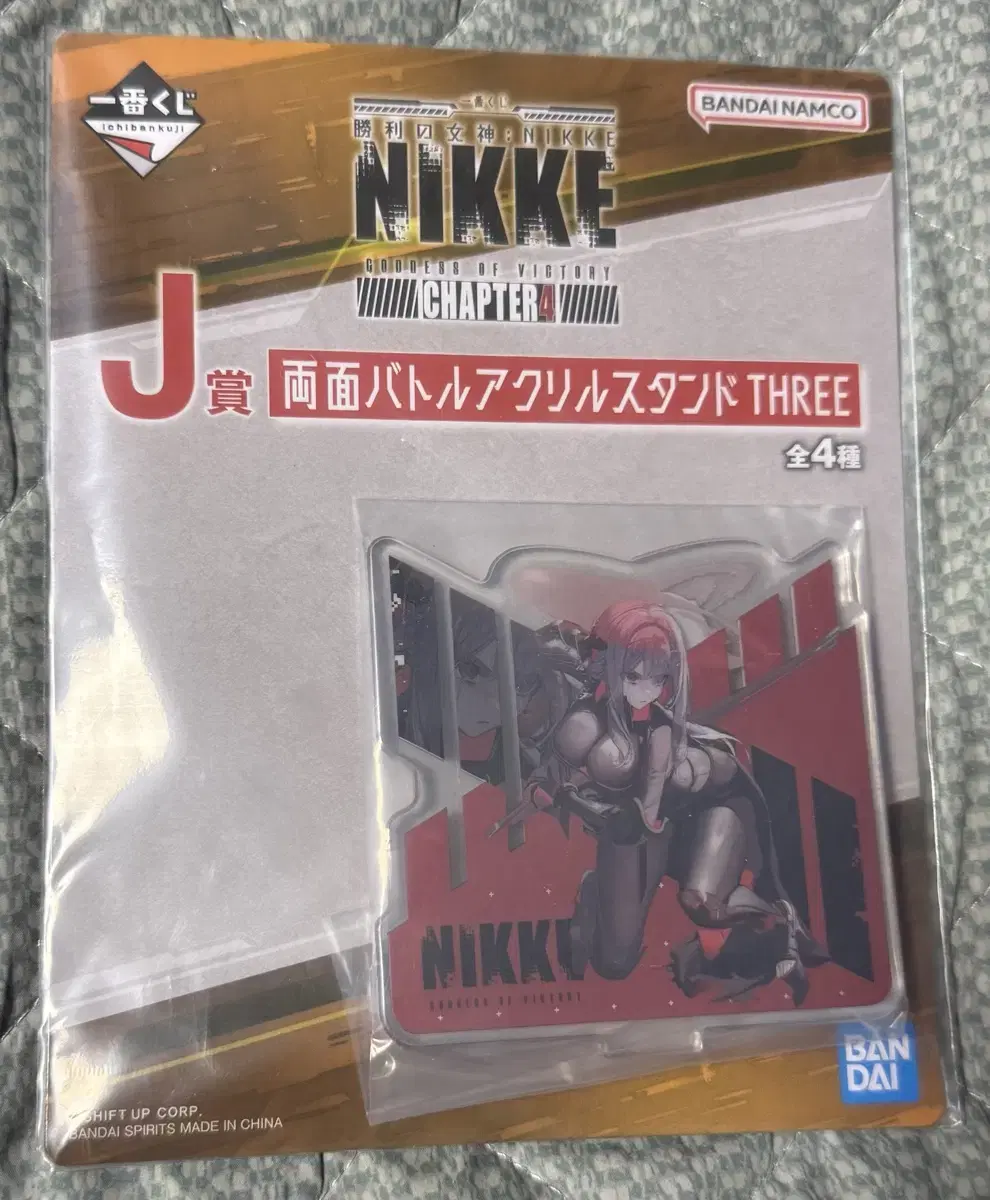 一番くじ
ichibankuji
BANDAI NAMCO
一番くじ
勝利の女神:NIKKE
NIKKE
GODDESS OF VICTORY
CHAPTER4
J賞
両面バトルアクリルスタンド THREE
全4種
NIKKE
GODDESS OF VICTORY
BAN
DAI
SHIFT UP CORP.
BANDAI SPIRITS MADE IN CHINA